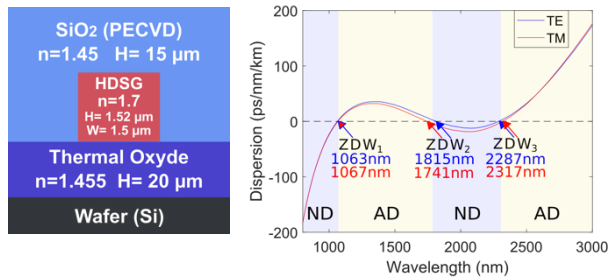 SiO2 (PECVD)
n=1.45 H= 15 µm
HDSG
n=1.7
H= 1.52 µm
W= 1.5 µm
Thermal Oxyde
n=1.455 H= 20 µm
Wafer (Si)
Dispersion (ps/nm/km)
200
100
0
-100
-200
TE
TM
ZDW1
1063nm
1067nm
ZDW2
1815nm
1741nm
ZDW3
2287nm
2317nm
ND
AD
ND
AD
1000
1500
2000
2500
3000
Wavelength (nm)